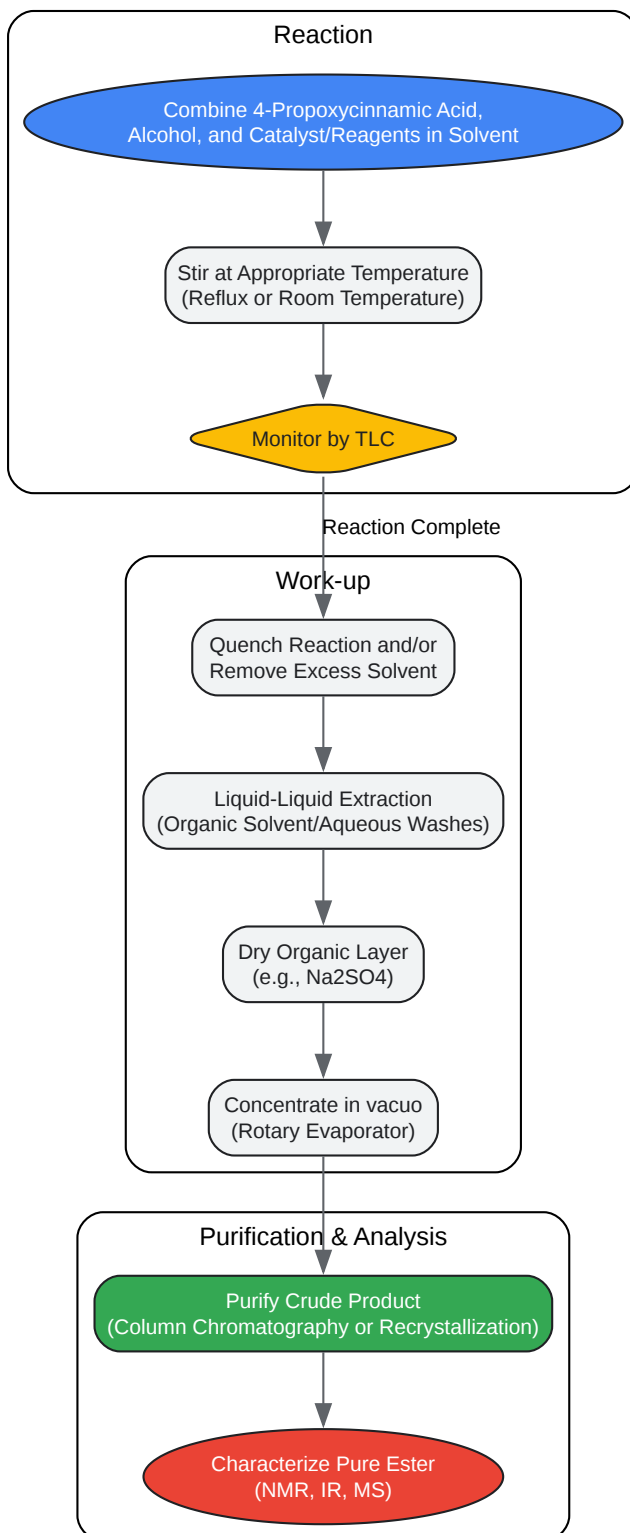 Reaction
Combine 4-Propoxycinnamic Acid,
Alcohol, and Catalyst/Reagents in Solvent
Stir at Appropriate Temperature
(Reflux or Room Temperature)
Monitor by TLC
Reaction Complete
Work-up
Quench Reaction and/or
Remove Excess Solvent
Liquid-Liquid Extraction
(Organic Solvent/Aqueous Washes)
Dry Organic Layer
(e.g., Na2SO4)
Concentrate in vacuo
(Rotary Evaporator)
Purification & Analysis
Purify Crude Product
(Column Chromatography or Recrystallization)
Characterize Pure Ester
(NMR, IR, MS)